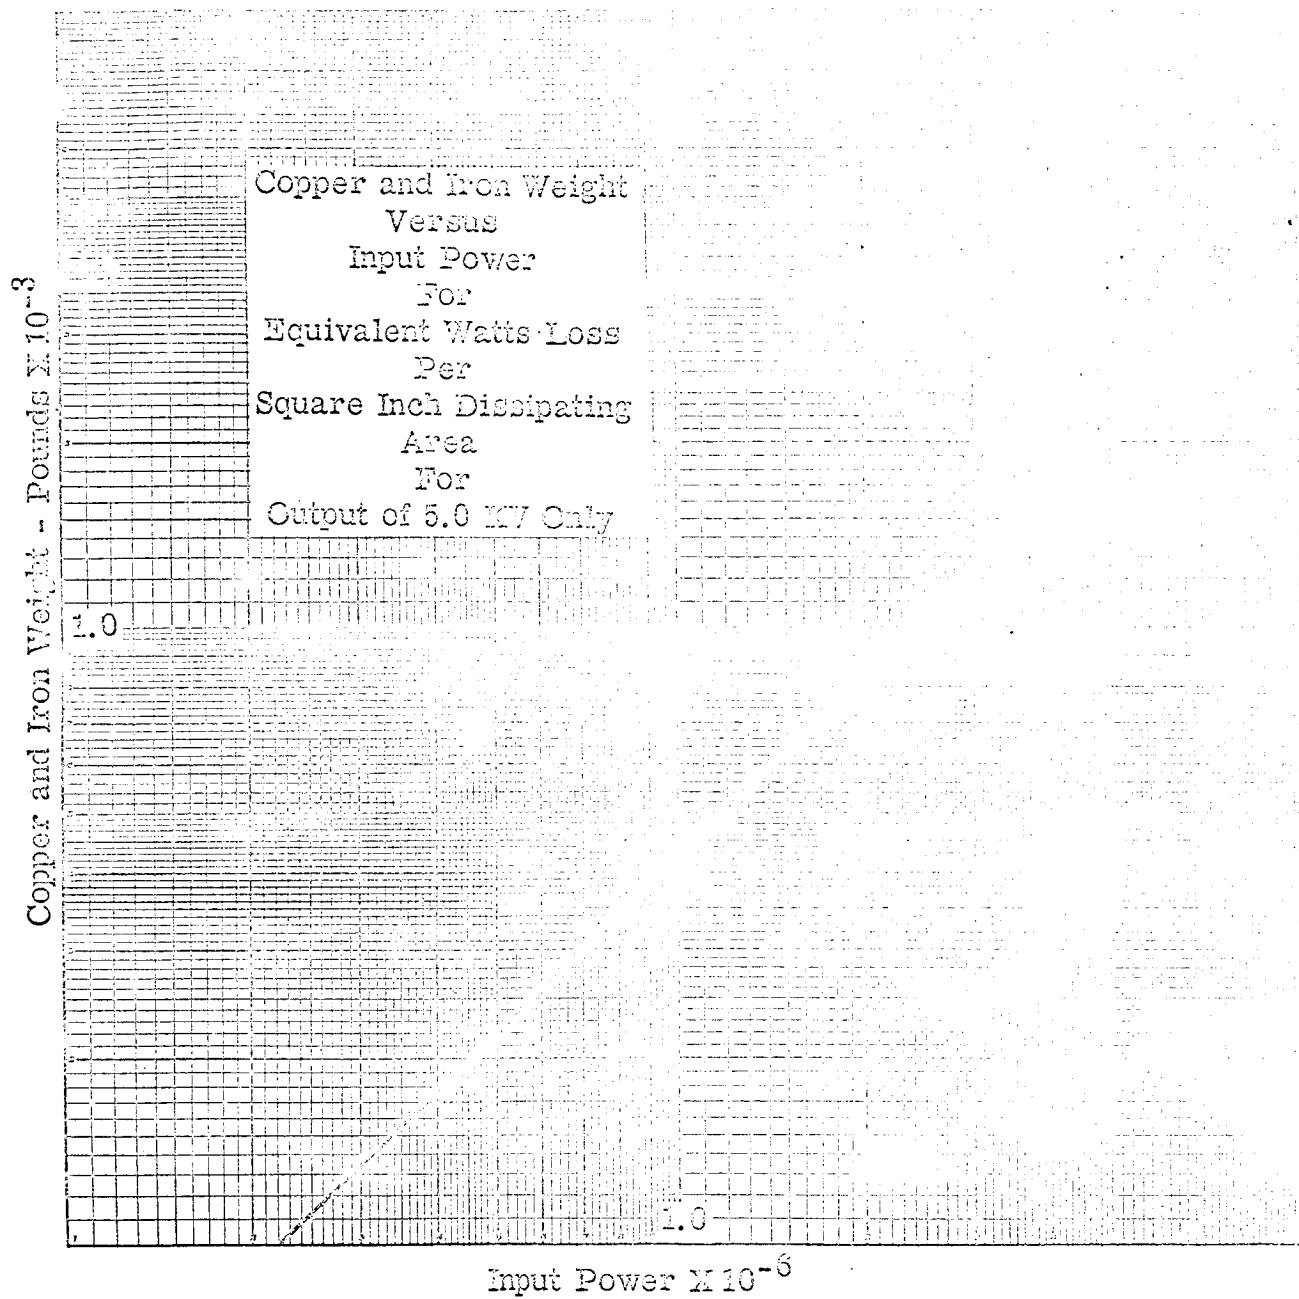 Copper and Iron Weight
Versus
Input Power
For
Equivalent Watts Loss
Per
Square Inch Dissipating
Area
For
Output of 5.0 KV Only
Copper and Iron Weight - Pounds X 10⁻³
1.0
1.0
Input Power X 10⁻⁶